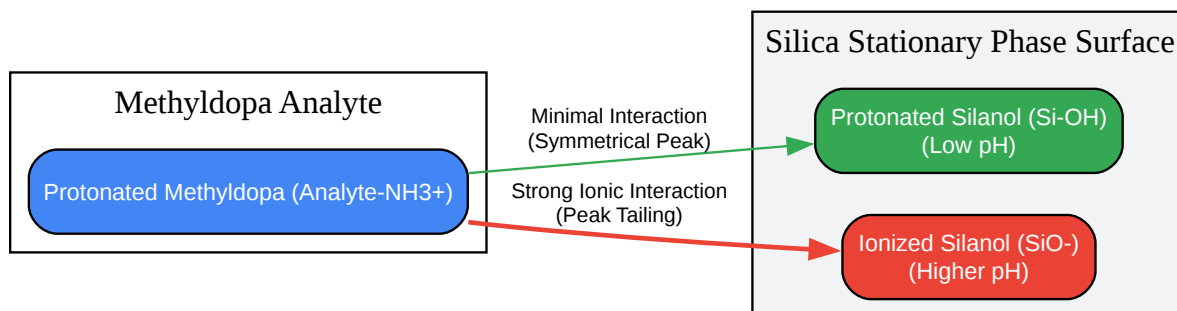 Methyldopa Analyte
Protonated Methyldopa (Analyte-NH3+)
Minimal Interaction
(Symmetrical Peak)
Strong Ionic Interaction
(Peak Tailing)
Silica Stationary Phase Surface
Protonated Silanol (Si-OH)
(Low pH)
Ionized Silanol (SiO-)
(Higher pH)